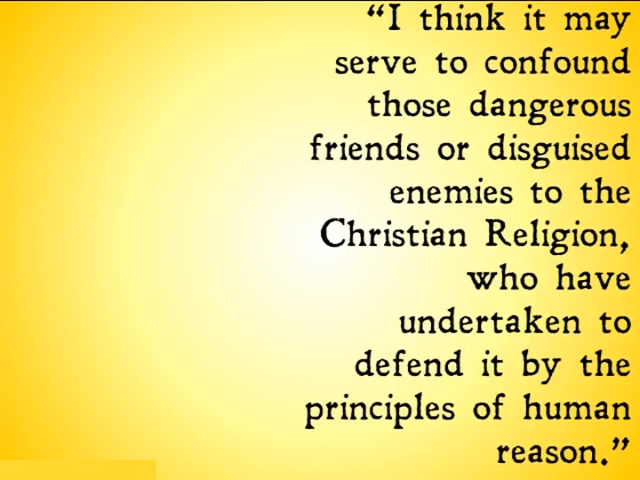 “I think it may
serve to confound
those dangerous
friends or disguised
enemies to the
Christian Religion,
who have
undertaken to
defend it by the
principles of human
reason.”